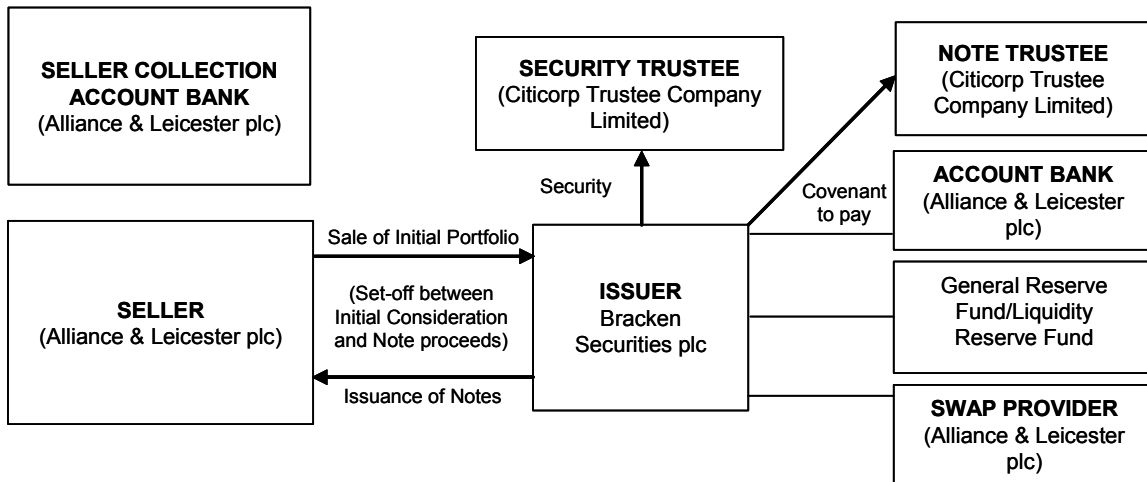 SELLER COLLECTION
ACCOUNT BANK
(Alliance & Leicester plc)
SECURITY TRUSTEE
(Citicorp Trustee Company
Limited)
NOTE TRUSTEE
(Citicorp Trustee
Company Limited)
Security
Covenant
to pay
ACCOUNT BANK
(Alliance & Leicester
plc)
SELLER
(Alliance & Leicester plc)
Sale of Initial Portfolio
(Set-off between
Initial Consideration
and Note proceeds)
Issuance of Notes
ISSUER
Bracken
Securities plc
General Reserve
Fund/Liquidity
Reserve Fund
SWAP PROVIDER
(Alliance & Leicester
plc)